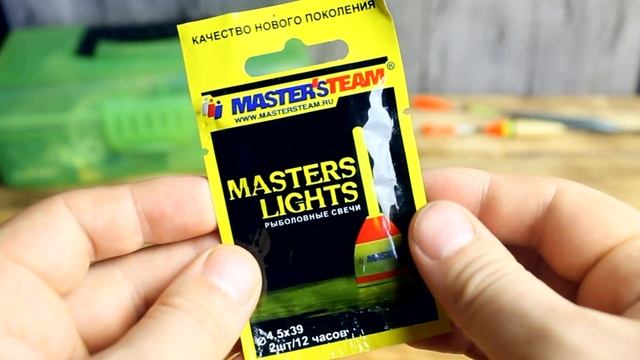 КАЧЕСТВО НОВОГО ПОКОЛЕНИЯ
MASTER'STEAM®
WWW.MASTERSTEAM.RU
MASTERS
LIGHTS
РЫБОЛОВНЫЕ СВЕЧИ
Ø 4,5x39
2шт/12 часов